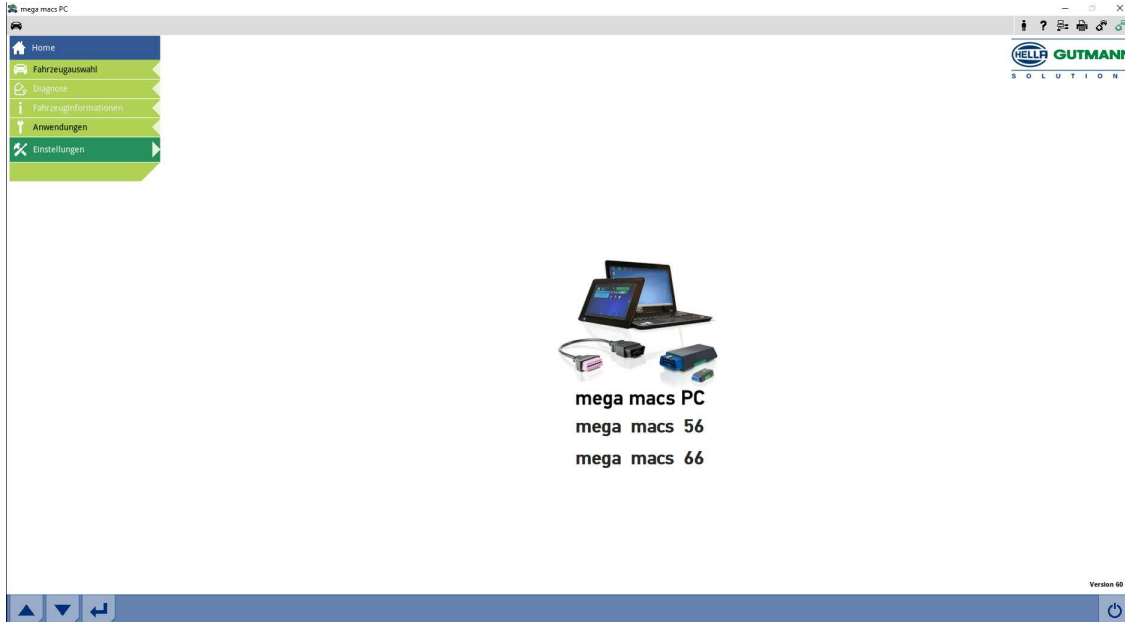 mega macs PC
?
Home
Fahrzeugauswahl
Diagnose
Fahrzeuginformationen
Anwendungen
Einstellungen
HELLA GUTMANN
SOLUTION
mega macs PC
mega macs 56
mega macs 66
Version 60